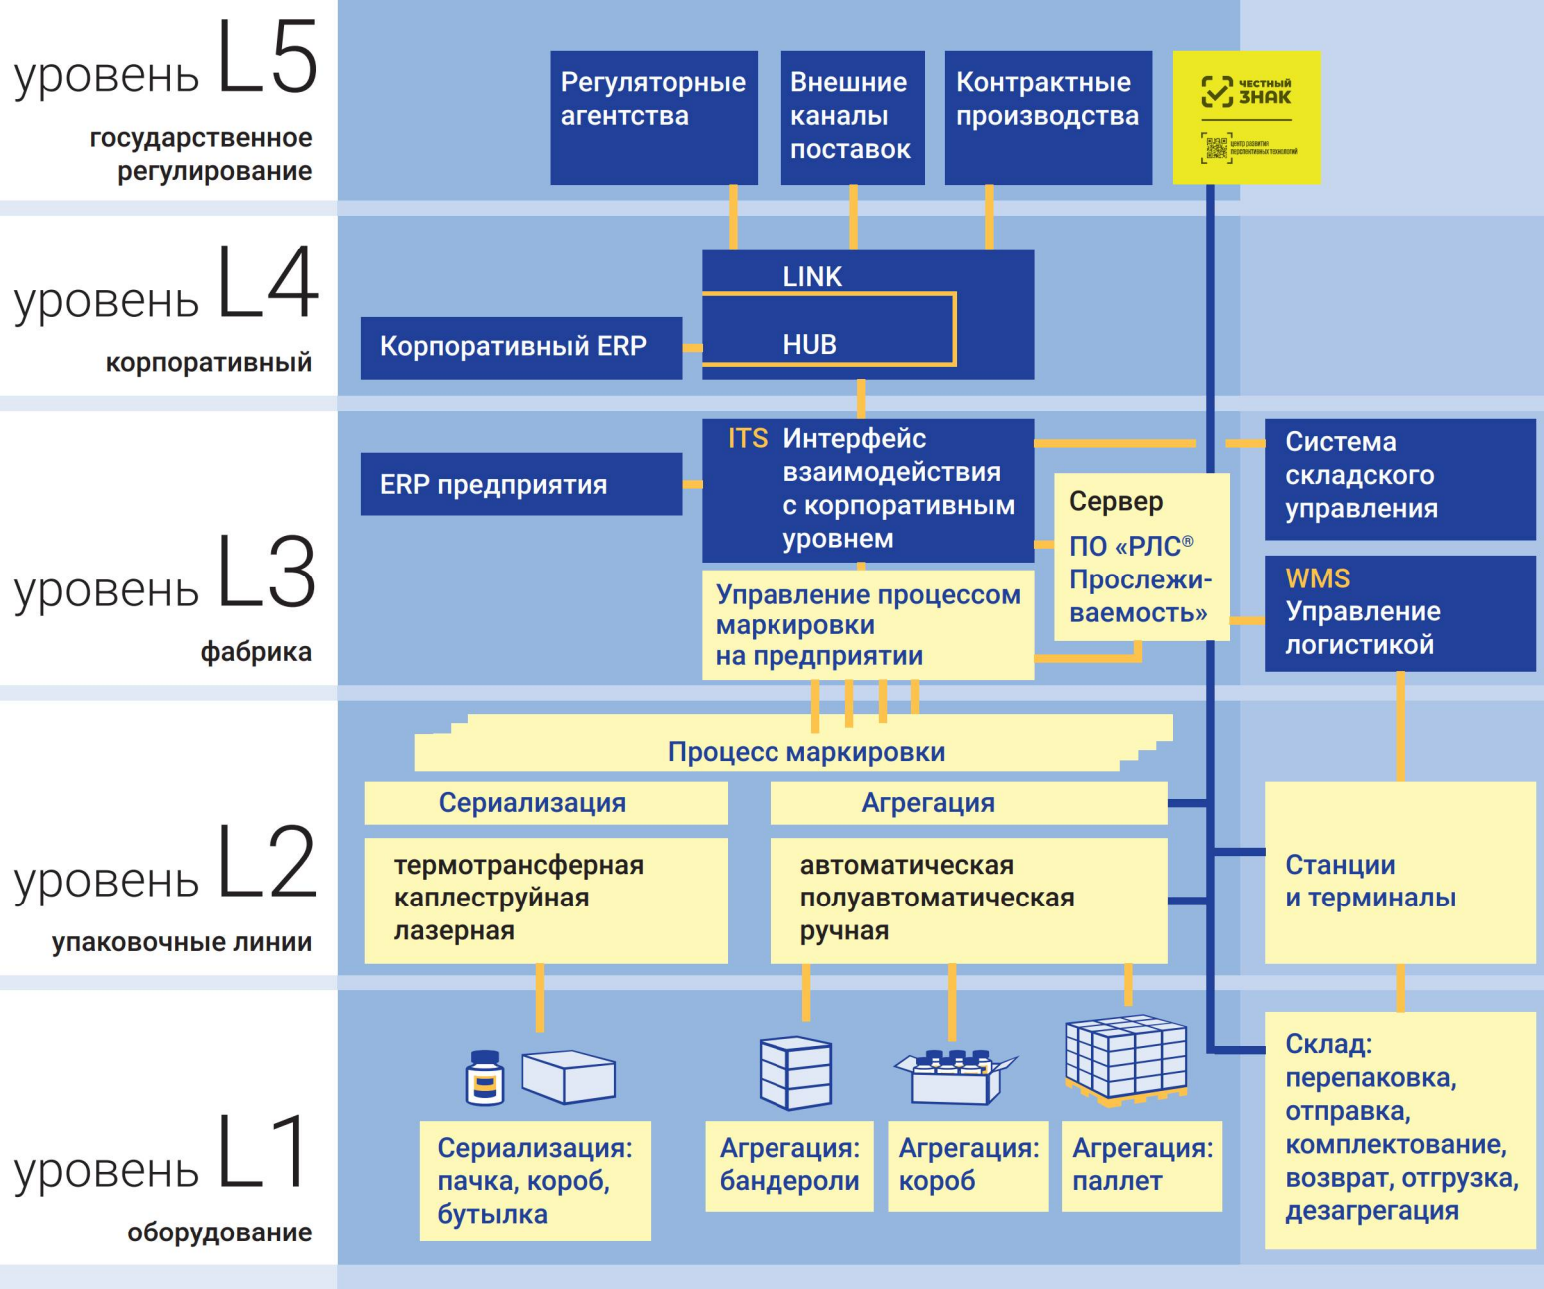 уровень L5
государственное
регулирование
Регуляторные
агентства
Внешние
каналы
поставок
Контрактные
производства
ЧЕСТНЫЙ
ЗНАК
центр развития
перспективных технологий
уровень L4
корпоративный
LINK
HUB
Корпоративный ERP
уровень L3
фабрика
ERP предприятия
ITS Интерфейс
взаимодействия
с корпоративным
уровнем
Управление процессом
маркировки
на предприятии
Сервер
ПО «РЛС®
Прослежи-
ваемость»
Система
складского
управления
WMS
Управление
логистикой
уровень L2
упаковочные линии
Процесс маркировки
Сериализация
Агрегация
термотрансферная
каплеструйная
лазерная
автоматическая
полуавтоматическая
ручная
Станции
и терминалы
уровень L1
оборудование
Сериализация:
пачка, короб,
бутылка
Агрегация:
бандероли
Агрегация:
короб
Агрегация:
паллет
Склад:
перепаковка,
отправка,
комплектование,
возврат, отгрузка,
дезагрегация